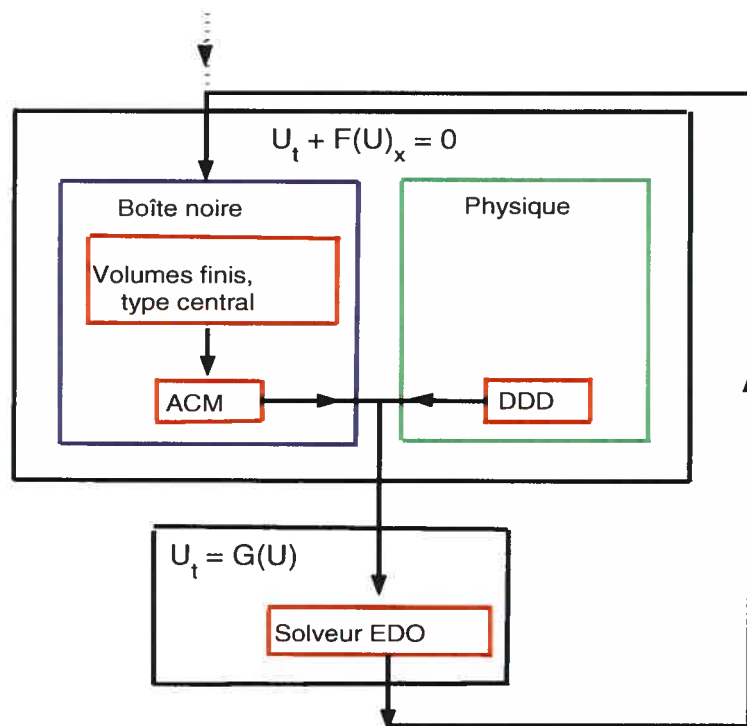 U_t + F(U)_x = 0
Boîte noire
Physique
Volumes finis,
type central
ACM
DDD
U_t = G(U)
Solveur EDO